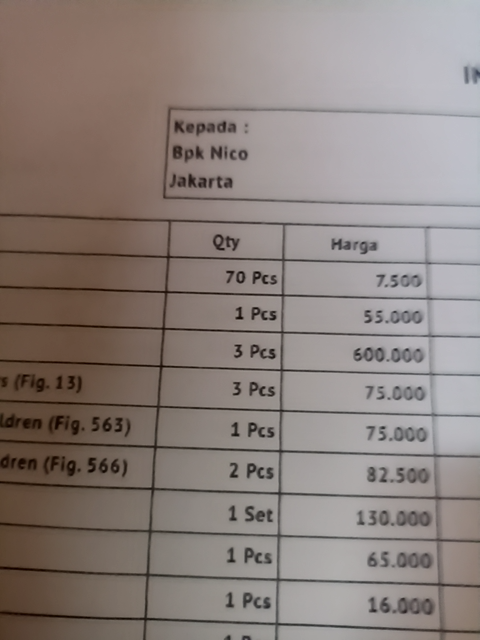 IN
Kepada :
Bpk Nico
Jakarta
Qty Harga
70 Pcs 7.500
1 Pcs 55.000
3 Pcs 600.000
s (Fig. 13) 3 Pcs 75.000
ldren (Fig. 563) 1 Pcs 75.000
dren (Fig. 566) 2 Pcs 82.500
1 Set 130.000
1 Pcs 65.000
1 Pcs 16.000